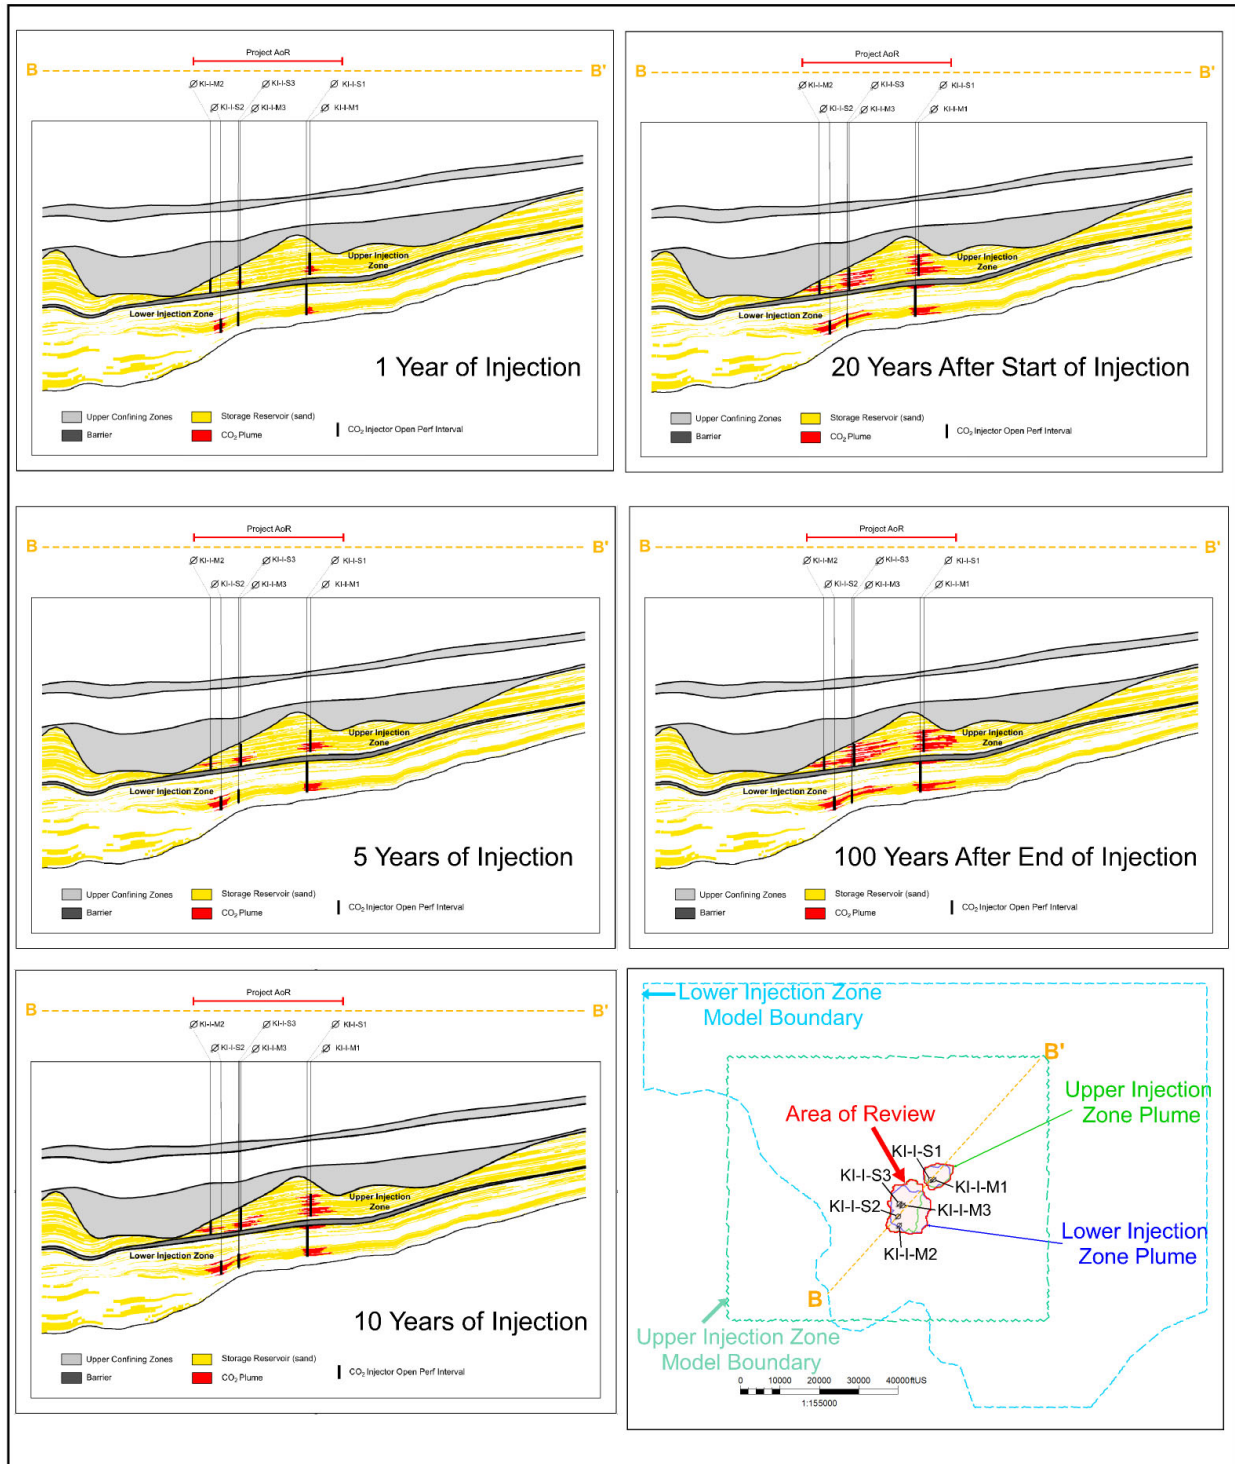 Project AoR
B
B'
KI-I-M2
KI-I-S3
KI-I-S1
KI-I-S2
KI-I-M3
KI-I-M1
Upper Injection
Zone
Lower Injection Zone
1 Year of Injection
Upper Confining Zones
Storage Reservoir (sand)
Barrier
CO₂ Plume
CO₂ Injector Open Perf Interval
Project AoR
B
B'
KI-I-M2
KI-I-S3
KI-I-S1
KI-I-S2
KI-I-M3
KI-I-M1
Upper Injection
Zone
Lower Injection Zone
20 Years After Start of Injection
Upper Confining Zones
Storage Reservoir (sand)
Barrier
CO₂ Plume
CO₂ Injector Open Perf Interval
Project AoR
B
B'
KI-I-M2
KI-I-S3
KI-I-S1
KI-I-S2
KI-I-M3
KI-I-M1
Upper Injection
Zone
Lower Injection Zone
5 Years of Injection
Upper Confining Zones
Storage Reservoir (sand)
Barrier
CO₂ Plume
CO₂ Injector Open Perf Interval
Project AoR
B
B'
KI-I-M2
KI-I-S3
KI-I-S1
KI-I-S2
KI-I-M3
KI-I-M1
Upper Injection
Zone
Lower Injection Zone
100 Years After End of Injection
Upper Confining Zones
Storage Reservoir (sand)
Barrier
CO₂ Plume
CO₂ Injector Open Perf Interval
Project AoR
B
B'
KI-I-M2
KI-I-S3
KI-I-S1
KI-I-S2
KI-I-M3
KI-I-M1
Upper Injection
Zone
Lower Injection Zone
10 Years of Injection
Upper Confining Zones
Storage Reservoir (sand)
Barrier
CO₂ Plume
CO₂ Injector Open Perf Interval
Lower Injection Zone
Model Boundary
B'
Upper Injection
Zone Plume
Area of Review
KI-I-S1
KI-I-S3
KI-I-M1
KI-I-S2
KI-I-M3
Lower Injection
Zone Plume
KI-I-M2
B
Upper Injection Zone
Model Boundary
0 10000 20000 30000 40000ftUS
1:155000